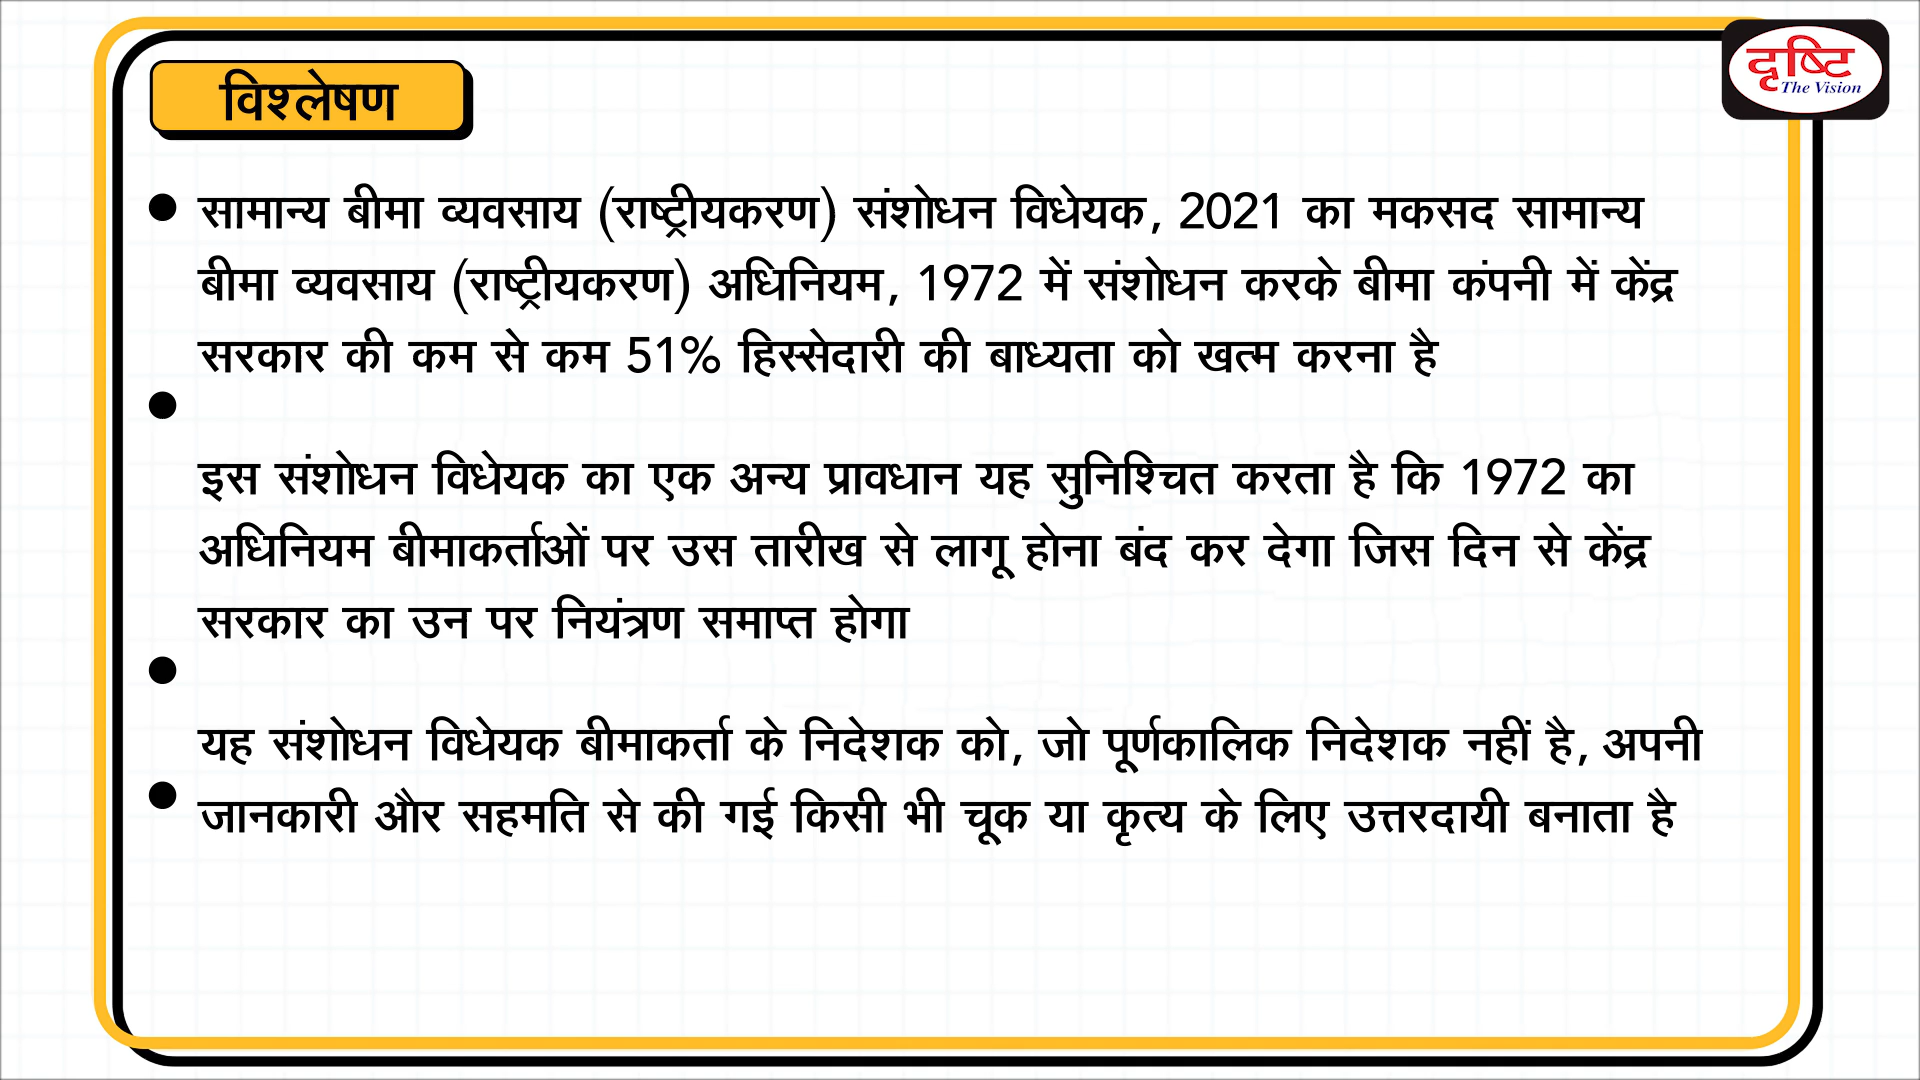 दृष्टि
The Vision
विश्लेषण
• सामान्य बीमा व्यवसाय (राष्ट्रीयकरण) संशोधन विधेयक, 2021 का मकसद सामान्य
बीमा व्यवसाय (राष्ट्रीयकरण) अधिनियम, 1972 में संशोधन करके बीमा कंपनी में केंद्र
सरकार की कम से कम 51% हिस्सेदारी की बाध्यता को खत्म करना है
•
इस संशोधन विधेयक का एक अन्य प्रावधान यह सुनिश्चित करता है कि 1972 का
अधिनियम बीमाकर्ताओं पर उस तारीख से लागू होना बंद कर देगा जिस दिन से केंद्र
सरकार का उन पर नियंत्रण समाप्त होगा
•
यह संशोधन विधेयक बीमाकर्ता के निदेशक को, जो पूर्णकालिक निदेशक नहीं है, अपनी
• जानकारी और सहमति से की गई किसी भी चूक या कृत्य के लिए उत्तरदायी बनाता है